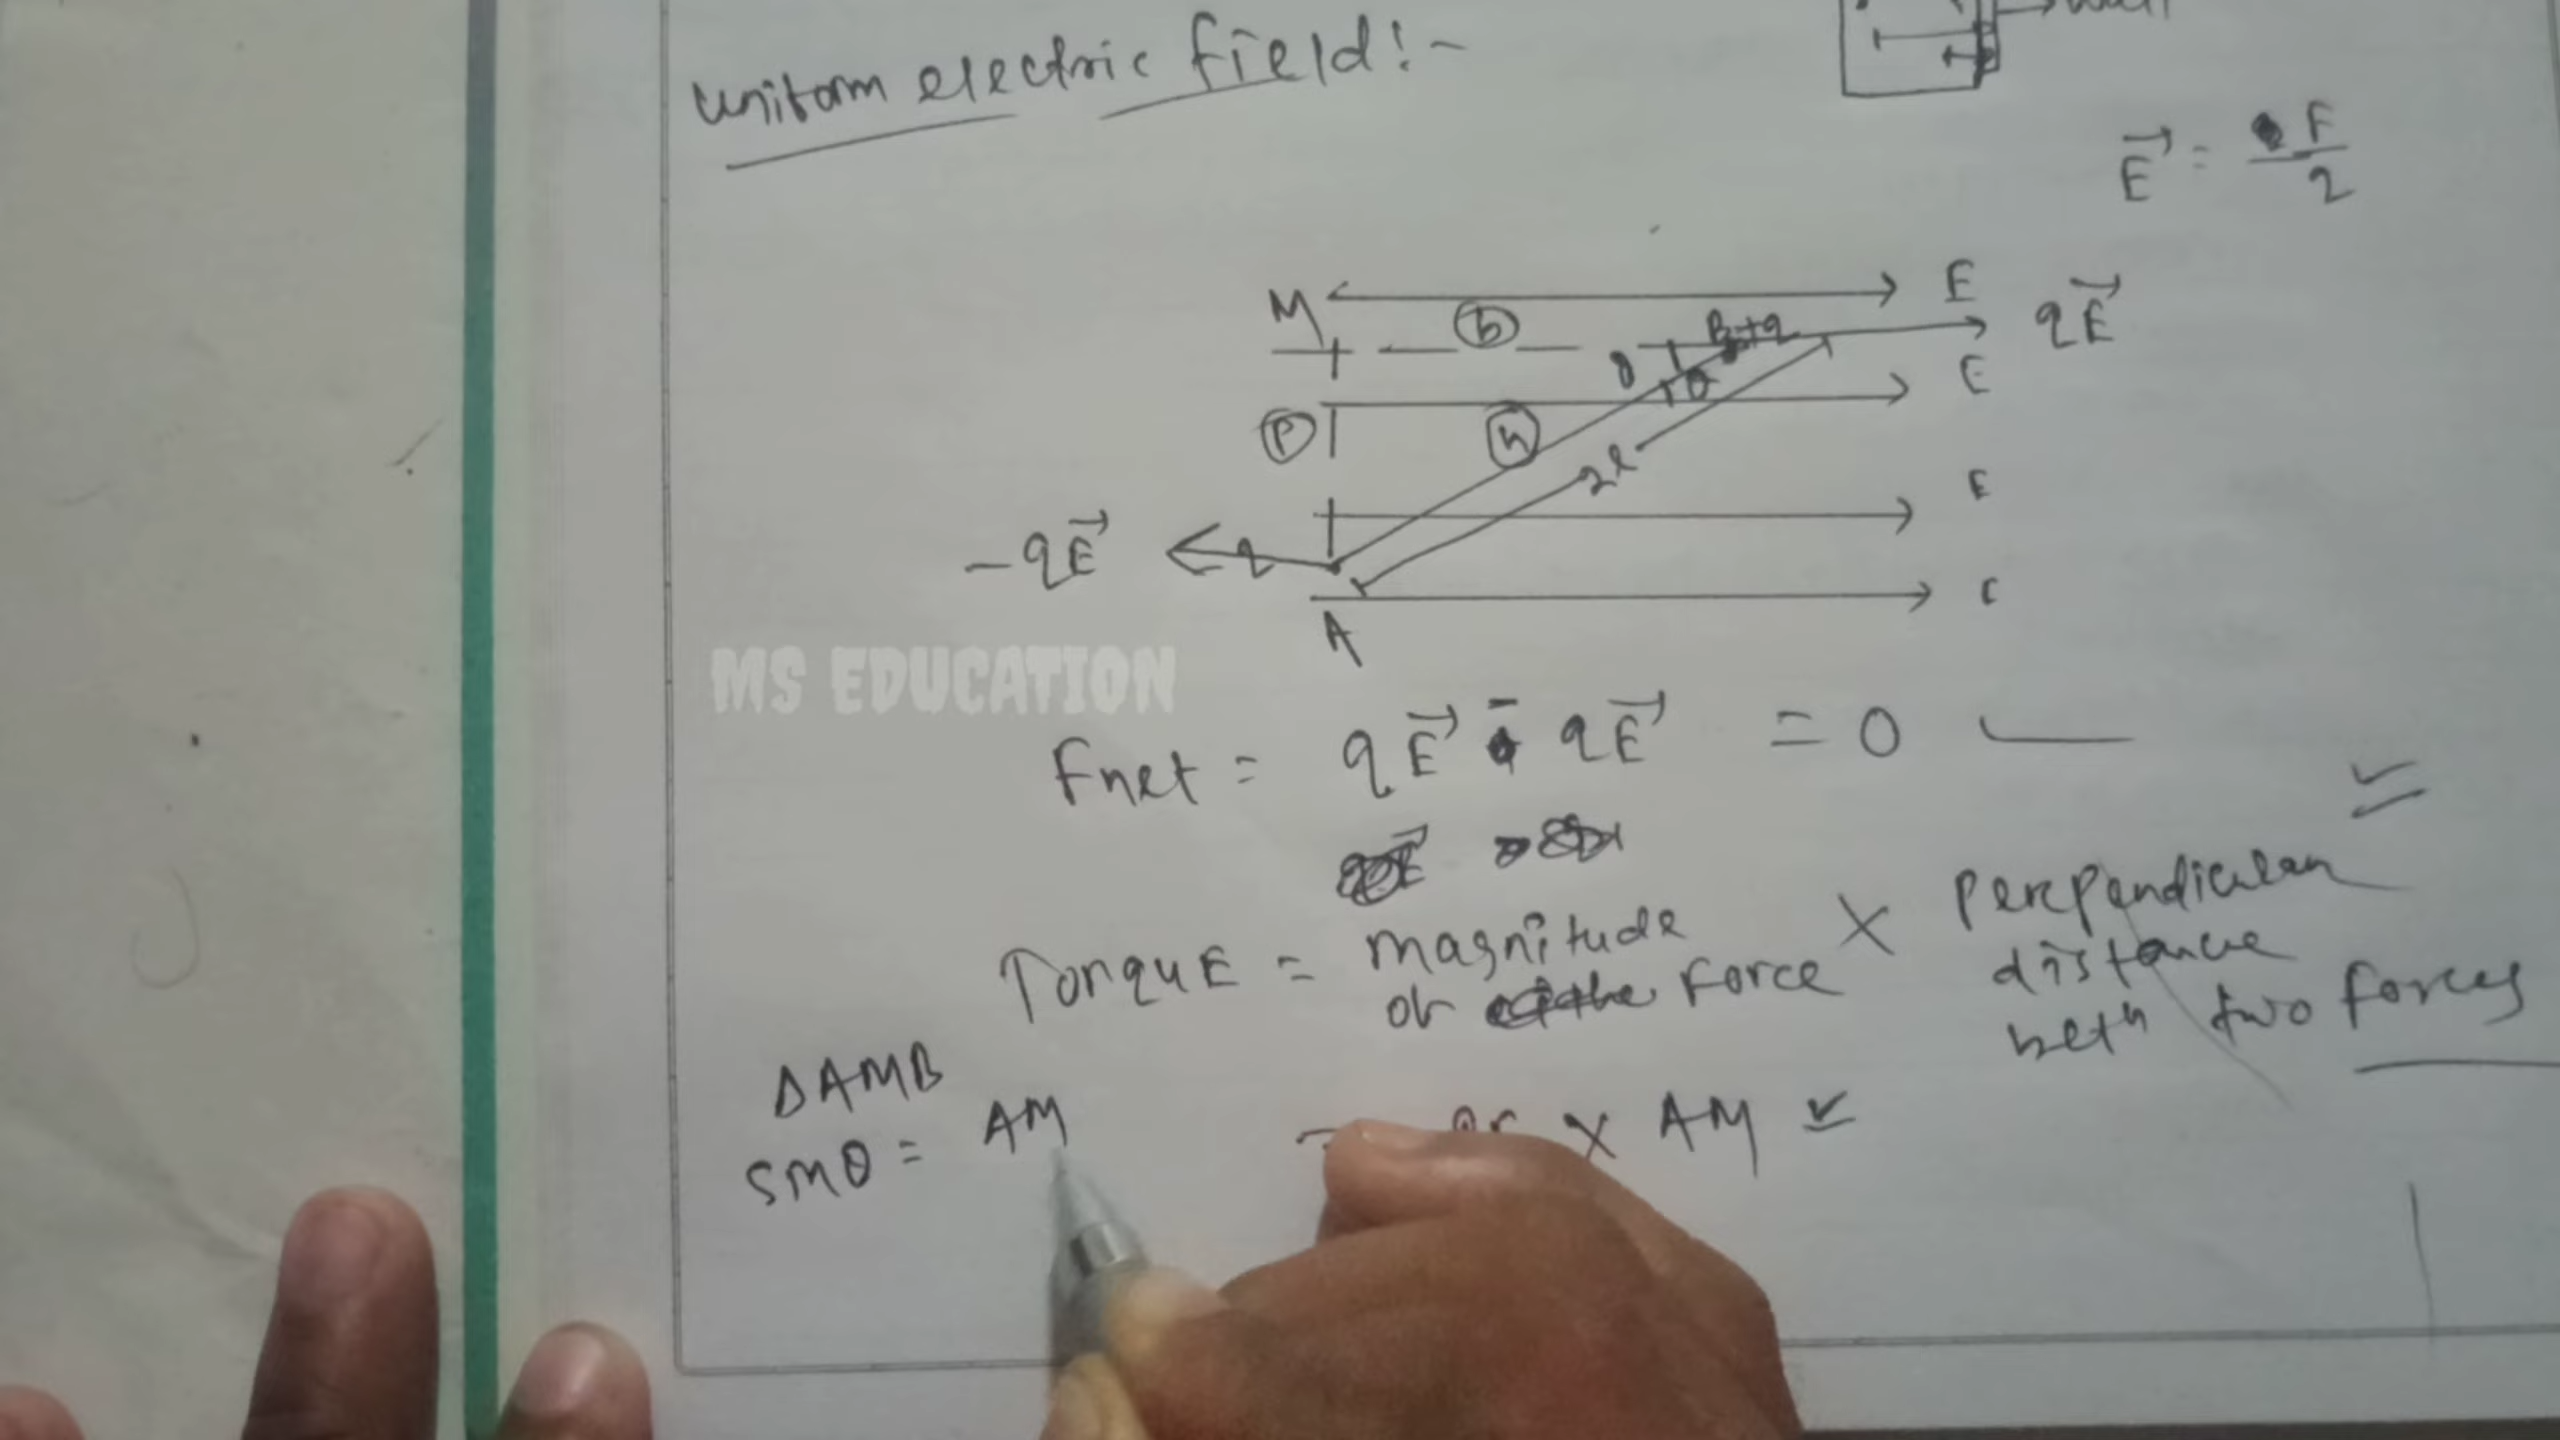 wall
Uniform electric field:-
E⃗ = F/q
M
E
b
B +q
qE⃗
θ
θ
E
P
h
2l
E
-qE⃗
-q
E
A
MS EDUCATION
Fnet = qE⃗ - qE⃗ = 0
Torque = magnitude of Force × Perpendicular distance betn two forces
ΔAMB
sinθ = AM
× AM ✓